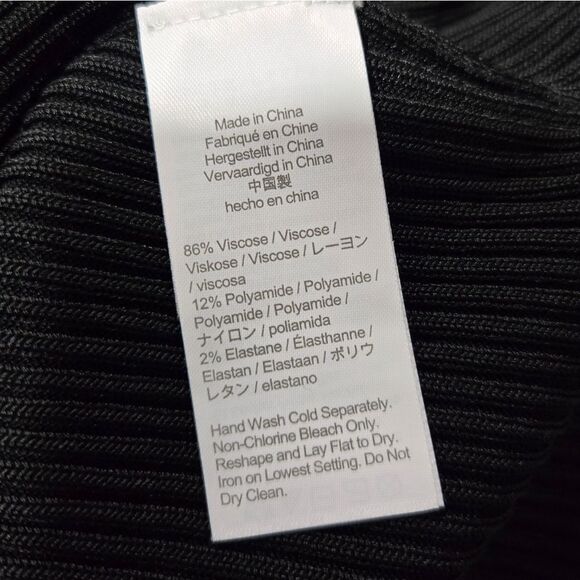 Made in China
Fabriqué en Chine
Hergestellt in China
Vervaardigd in China
中国製
hecho en china
86% Viscose / Viscose /
Viskose / Viscose / レーヨン
/ viscosa
12% Polyamide / Polyamide /
Polyamide / Polyamide /
ナイロン / poliamida
2% Elastane / Élasthanne /
Elastan / Elastaan / ポリウ
レタン / elastano
Hand Wash Cold Separately.
Non-Chlorine Bleach Only.
Reshape and Lay Flat to Dry.
Iron on Lowest Setting. Do Not
Dry Clean.